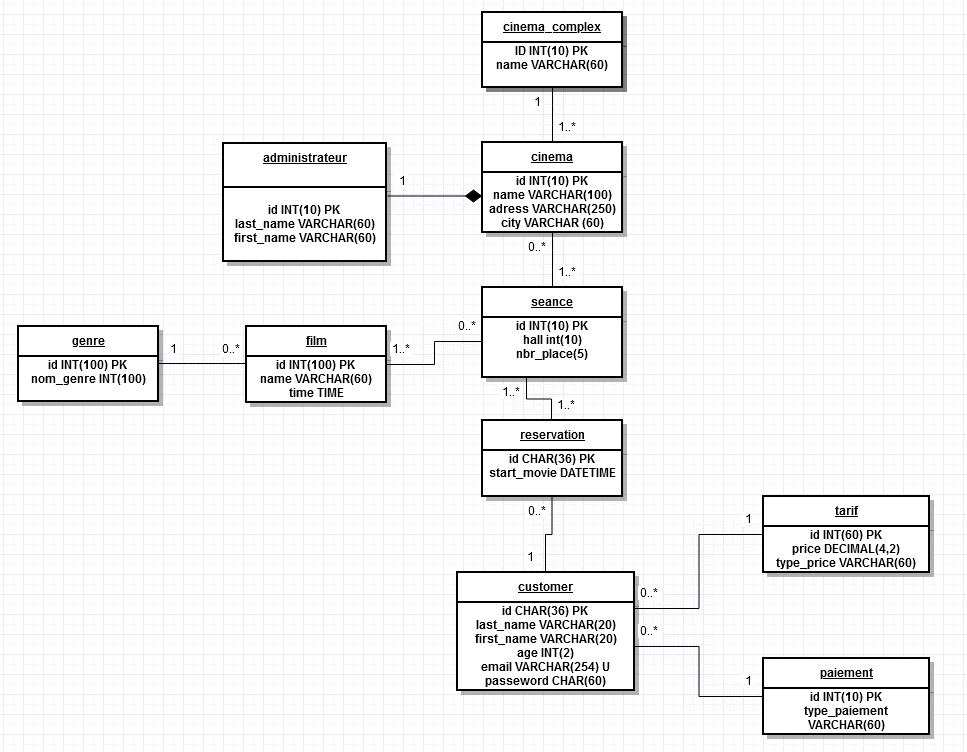 cinema_complex
ID INT(10) PK
name VARCHAR(60)
1
1..*
administrateur
id INT(10) PK
last_name VARCHAR(60)
first_name VARCHAR(60)
1
cinema
id INT(10) PK
name VARCHAR(100)
adress VARCHAR(250)
city VARCHAR (60)
0..*
1..*
seance
id INT(10) PK
hall int(10)
nbr_place(5)
genre
id INT(100) PK
nom_genre INT(100)
1
0..*
film
id INT(100) PK
name VARCHAR(60)
time TIME
1..*
0..*
1..*
1..*
reservation
id CHAR(36) PK
start_movie DATETIME
0..*
1
customer
id CHAR(36) PK
last_name VARCHAR(20)
first_name VARCHAR(20)
age INT(2)
email VARCHAR(254) U
passeword CHAR(60)
0..*
1
tarif
id INT(60) PK
price DECIMAL(4,2)
type_price VARCHAR(60)
0..*
1
paiement
id INT(10) PK
type_paiement
VARCHAR(60)